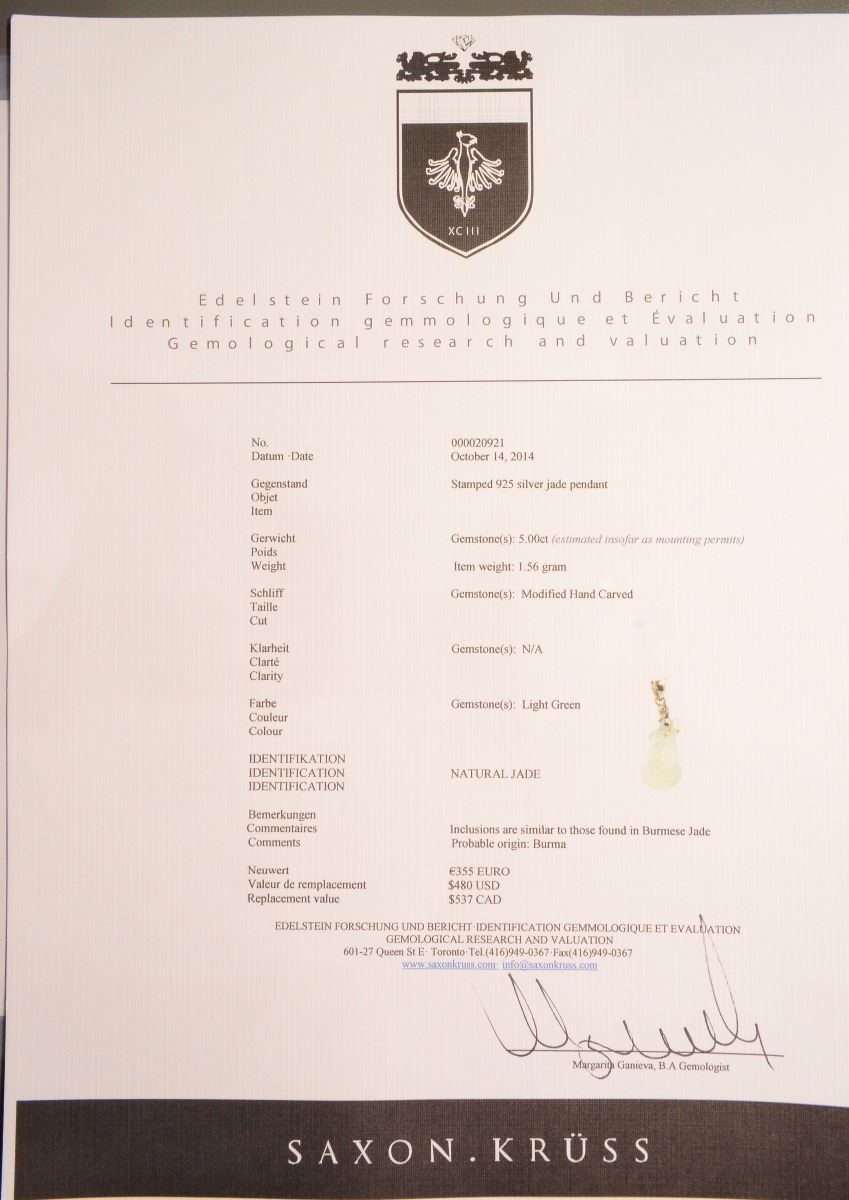 XCIII
Edelstein Forschung Und Bericht
Identification gemmologique et Évaluation
Gemological research and valuation
No. 000020921
Datum ·Date October 14, 2014
Gegenstand Stamped 925 silver jade pendant
Objet
Item
Gerwicht Gemstone(s): 5.00ct (estimated insofar as mounting permits)
Poids
Weight Item weight: 1.56 gram
Schliff Gemstone(s): Modified Hand Carved
Taille
Cut
Klarheit Gemstone(s): N/A
Clarté
Clarity
Farbe Gemstone(s): Light Green
Couleur
Colour
IDENTIFIKATION
IDENTIFICATION NATURAL JADE
IDENTIFICATION
Bemerkungen
Commentaires Inclusions are similar to those found in Burmese Jade
Comments Probable origin: Burma
Neuwert €355 EURO
Valeur de remplacement $480 USD
Replacement value $537 CAD
EDELSTEIN FORSCHUNG UND BERICHT·IDENTIFICATION GEMMOLOGIQUE ET EVALUATION
GEMOLOGICAL RESEARCH AND VALUATION
601-27 Queen St E· Toronto·Tel.(416)949-0367·Fax(416)949-0367
www.saxonkruss.com· info@saxonkruss.com
Margarita Ganieva, B.A Gemologist
SAXON.KRÜSS